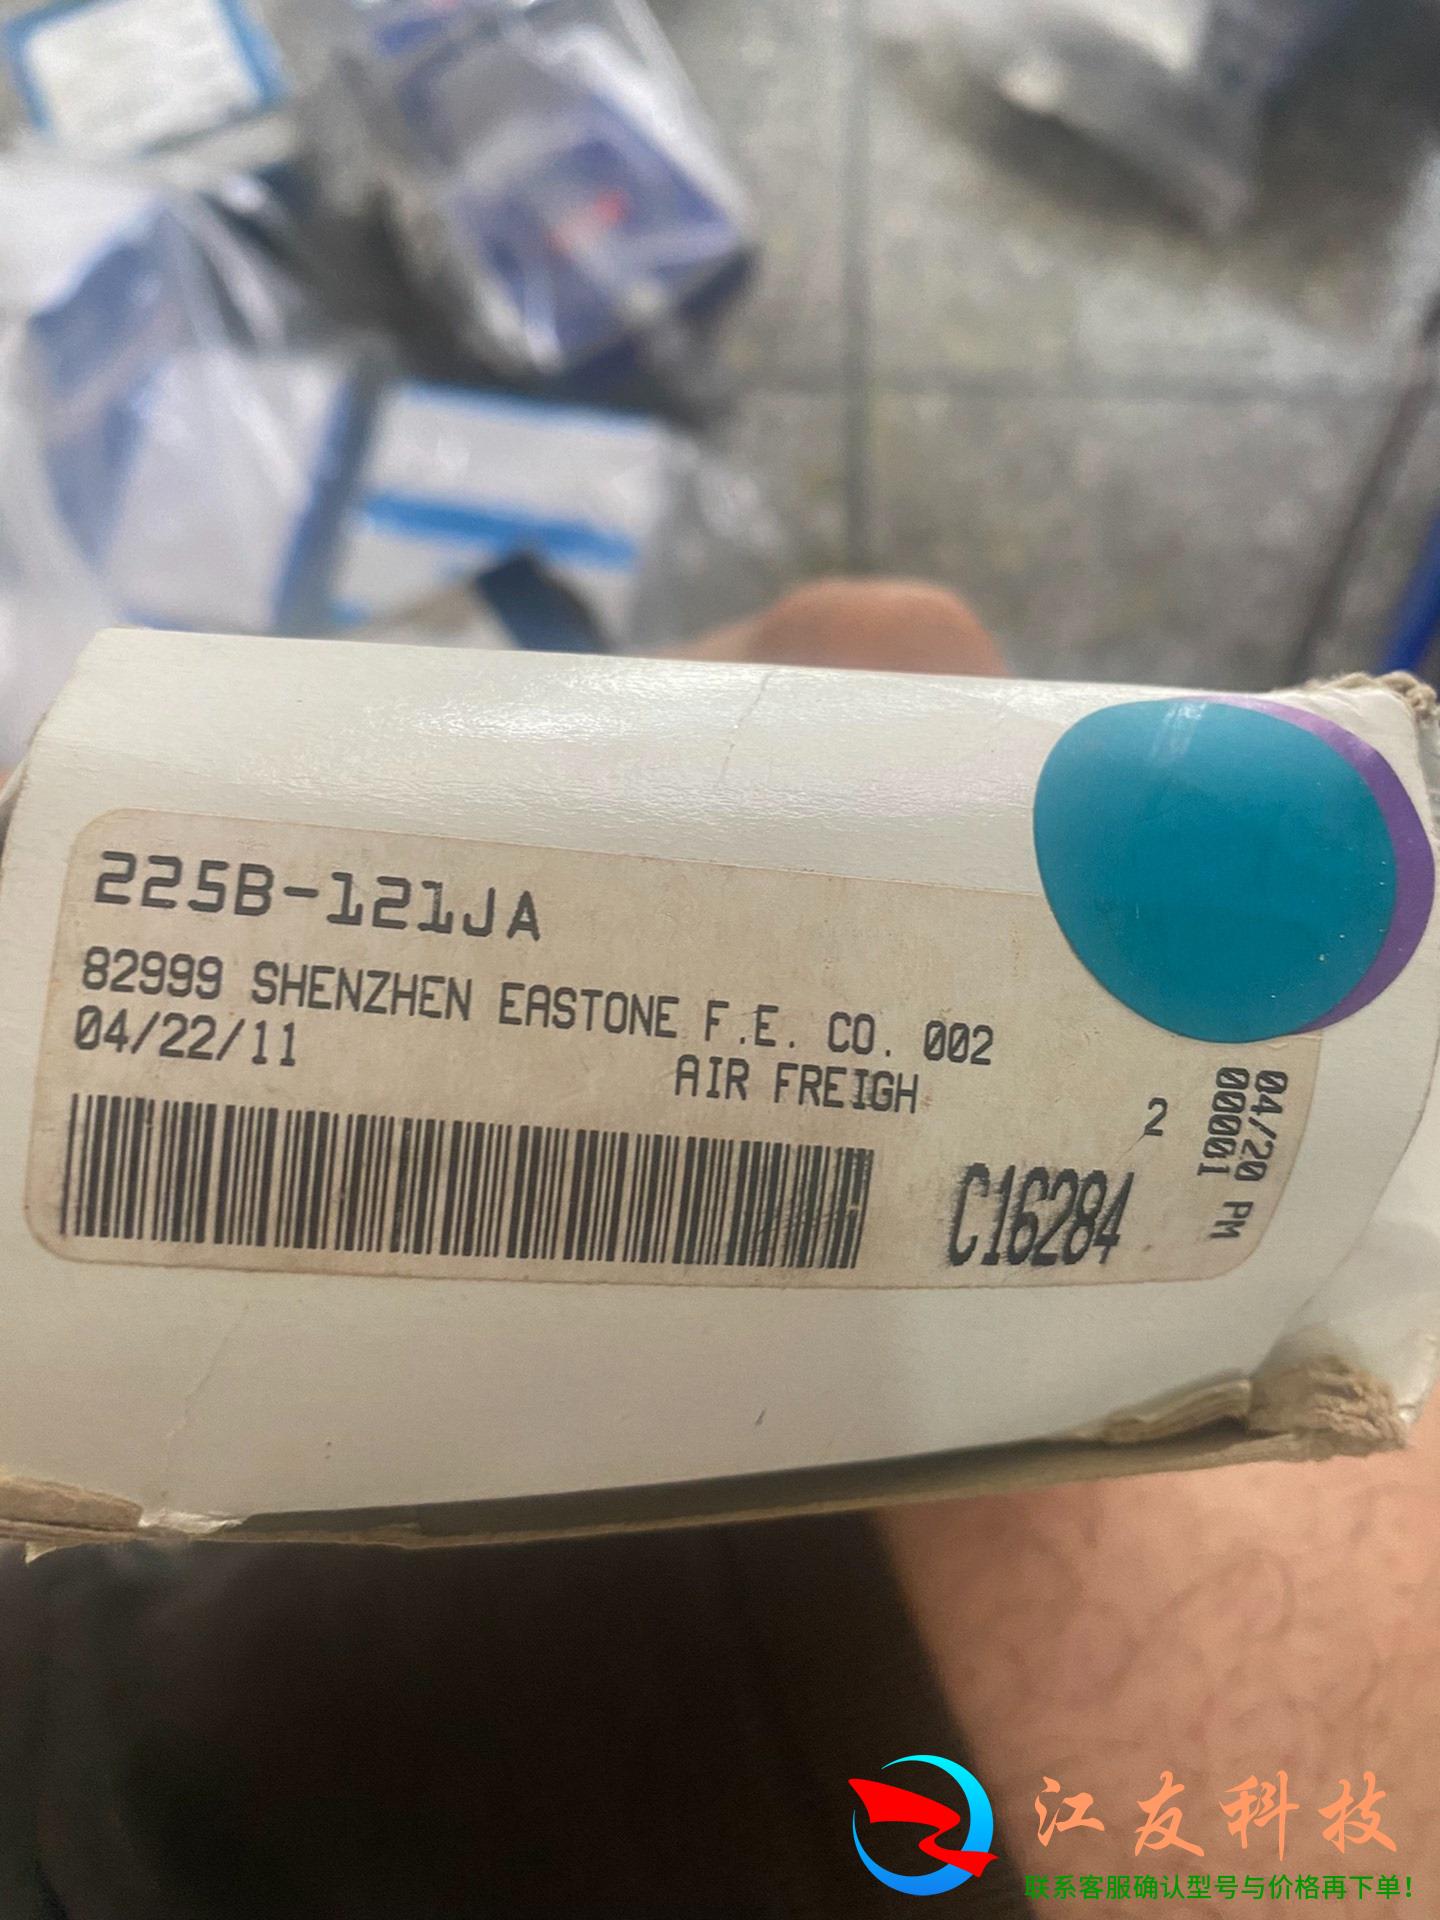 225B-121JA
82999 SHENZHEN EASTONE F.E. CO. 002
04/22/11
AIR FREIGH
2
C16284
04/20 PM
00001
江友科技
联系客服确认型号与价格再下单！